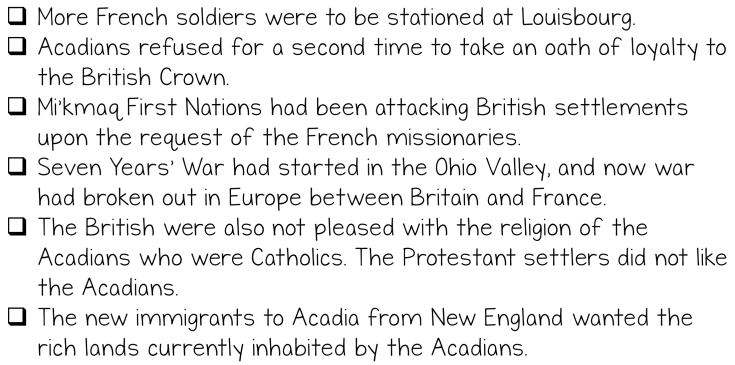 ❑ More French soldiers were to be stationed at Louisbourg.
❑ Acadians refused for a second time to take an oath of loyalty to
the British Crown.
❑ Mi'kmaq First Nations had been attacking British settlements
upon the request of the French missionaries.
❑ Seven Years' War had started in the Ohio Valley, and now war
had broken out in Europe between Britain and France.
❑ The British were also not pleased with the religion of the
Acadians who were Catholics. The Protestant settlers did not like
the Acadians.
❑ The new immigrants to Acadia from New England wanted the
rich lands currently inhabited by the Acadians.